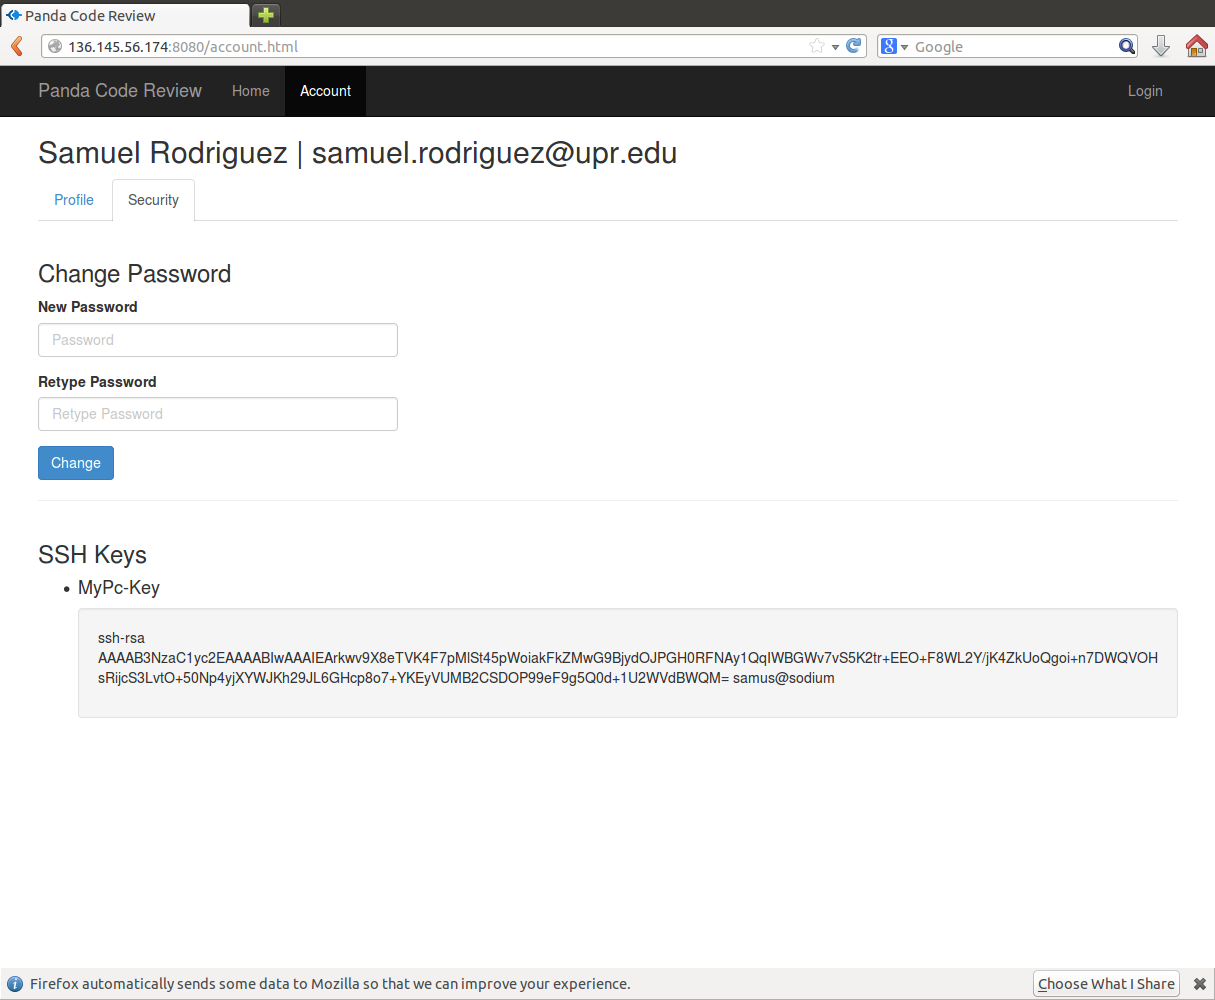 Panda Code Review
136.145.56.174:8080/account.html
Google
Panda Code Review Home Account Login
Samuel Rodriguez | samuel.rodriguez@upr.edu
Profile Security
Change Password
New Password
Password
Retype Password
Retype Password
Change
SSH Keys
MyPc-Key
ssh-rsa
AAAAB3NzaC1yc2EAAAABIwAAAIEArkwv9X8eTVK4F7pMlSt45pWoiakFkZMwG9BjydOJPGH0RFNAy1QqIWBGWv7vS5K2tr+EEO+F8WL2Y/jK4ZkUoQgoi+n7DWQVOH
sRijcS3LvtO+50Np4yjXYWJKh29JL6GHcp8o7+YKEyVUMB2CSDOP99eF9g5Q0d+1U2WVdBWQM= samus@sodium
Firefox automatically sends some data to Mozilla so that we can improve your experience.
Choose What I Share